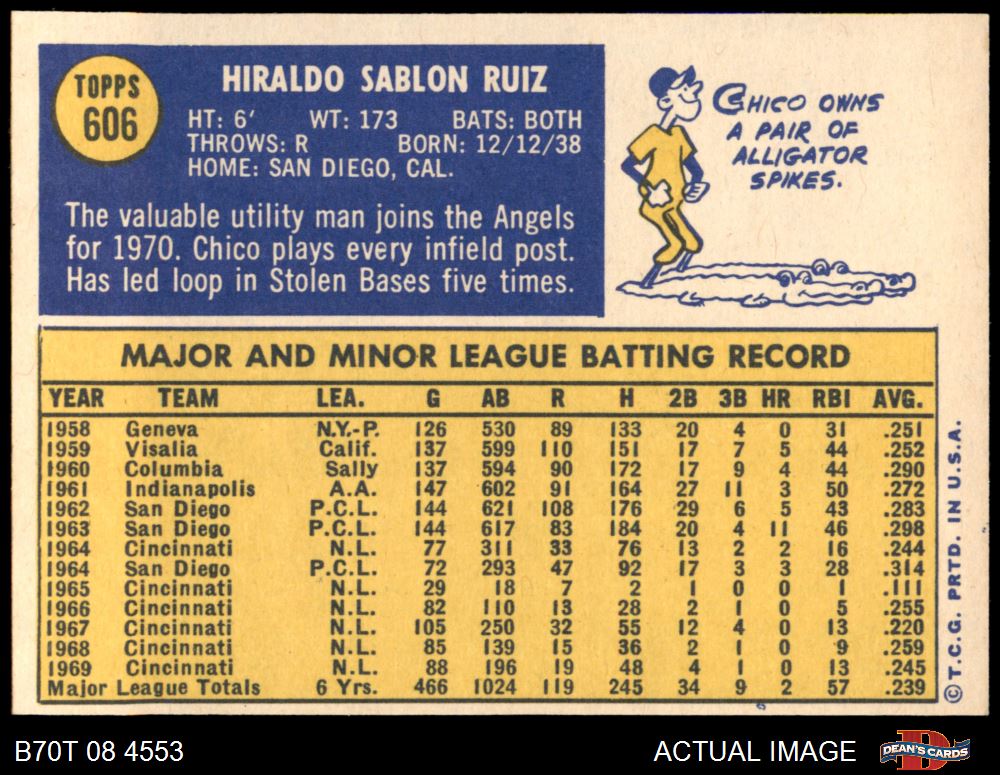 TOPPS
606
HIRALDO SABLON RUIZ
HT: 6' WT: 173 BATS: BOTH
THROWS: R BORN: 12/12/38
HOME: SAN DIEGO, CAL.
The valuable utility man joins the Angels
for 1970. Chico plays every infield post.
Has led loop in Stolen Bases five times.
CHICO OWNS
A PAIR OF
ALLIGATOR
SPIKES.
MAJOR AND MINOR LEAGUE BATTING RECORD
YEAR TEAM LEA. G AB R H 2B 3B HR RBI AVG.
1958 Geneva N.Y.-P. 126 530 89 133 20 4 0 31 .251
1959 Visalia Calif. 137 599 110 151 17 7 5 44 .252
1960 Columbia Sally 137 594 90 172 17 9 4 44 .290
1961 Indianapolis A.A. 147 602 91 164 27 11 3 50 .272
1962 San Diego P.C.L. 144 621 108 176 29 6 5 43 .283
1963 San Diego P.C.L. 144 617 83 184 20 4 11 46 .298
1964 Cincinnati N.L. 77 311 33 76 13 2 2 16 .244
1964 San Diego P.C.L. 72 293 47 92 17 3 3 28 .314
1965 Cincinnati N.L. 29 18 7 2 1 0 0 1 .111
1966 Cincinnati N.L. 82 110 13 28 2 1 0 5 .255
1967 Cincinnati N.L. 105 250 32 55 12 4 0 13 .220
1968 Cincinnati N.L. 85 139 15 36 2 1 0 9 .259
1969 Cincinnati N.L. 88 196 19 48 4 1 0 13 .245
Major League Totals 6 Yrs. 466 1024 119 245 34 9 2 57 .239
© T.C.G. PRTD. IN U.S.A.
B70T 08 4553
ACTUAL IMAGE
D
DEAN'S CARDS